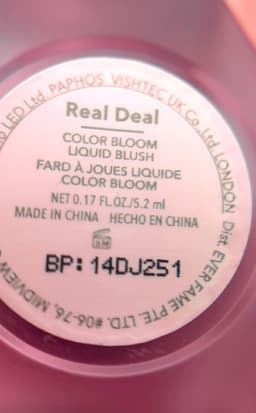 LED Ltd. PAPHOS VISHTEC UK Co.Ltd LONDON Dist. EVER FAME PTE. LTD. #06-76, MIDVIEW
Real Deal
COLOR BLOOM
LIQUID BLUSH
FARD À JOUES LIQUIDE
COLOR BLOOM
NET 0.17 FL.OZ./5.2 ml
MADE IN CHINA HECHO EN CHINA
6M
BP: 14DJ251